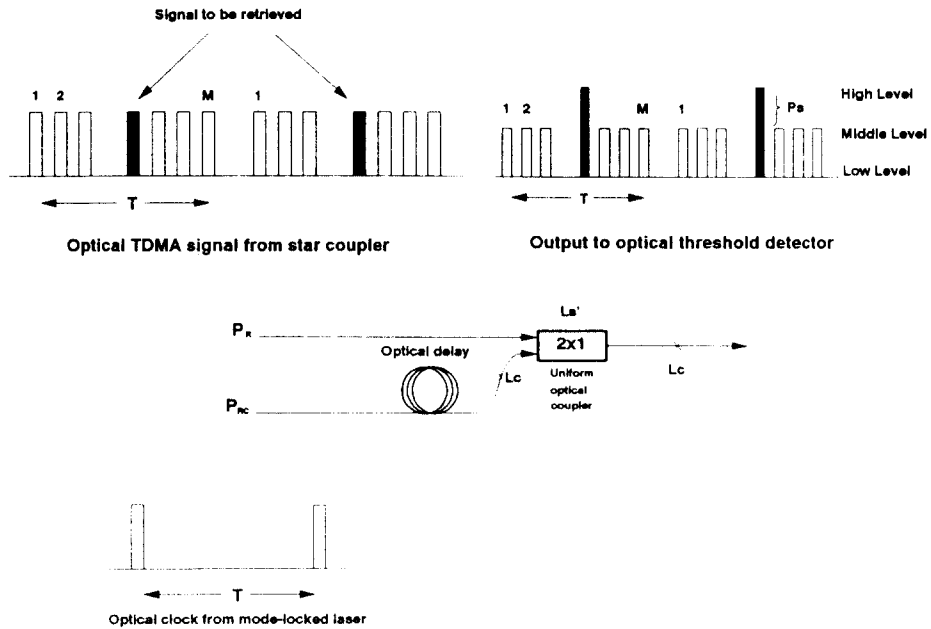 Signal to be retrieved
1 2 M 1
T
Optical TDMA signal from star coupler
1 2 M 1
High Level
Ps
Middle Level
Low Level
T
Output to optical threshold detector
Ls'
PR
2x1
Optical delay
Lc
Lc
Uniform
optical
coupler
PRC
T
Optical clock from mode-locked laser